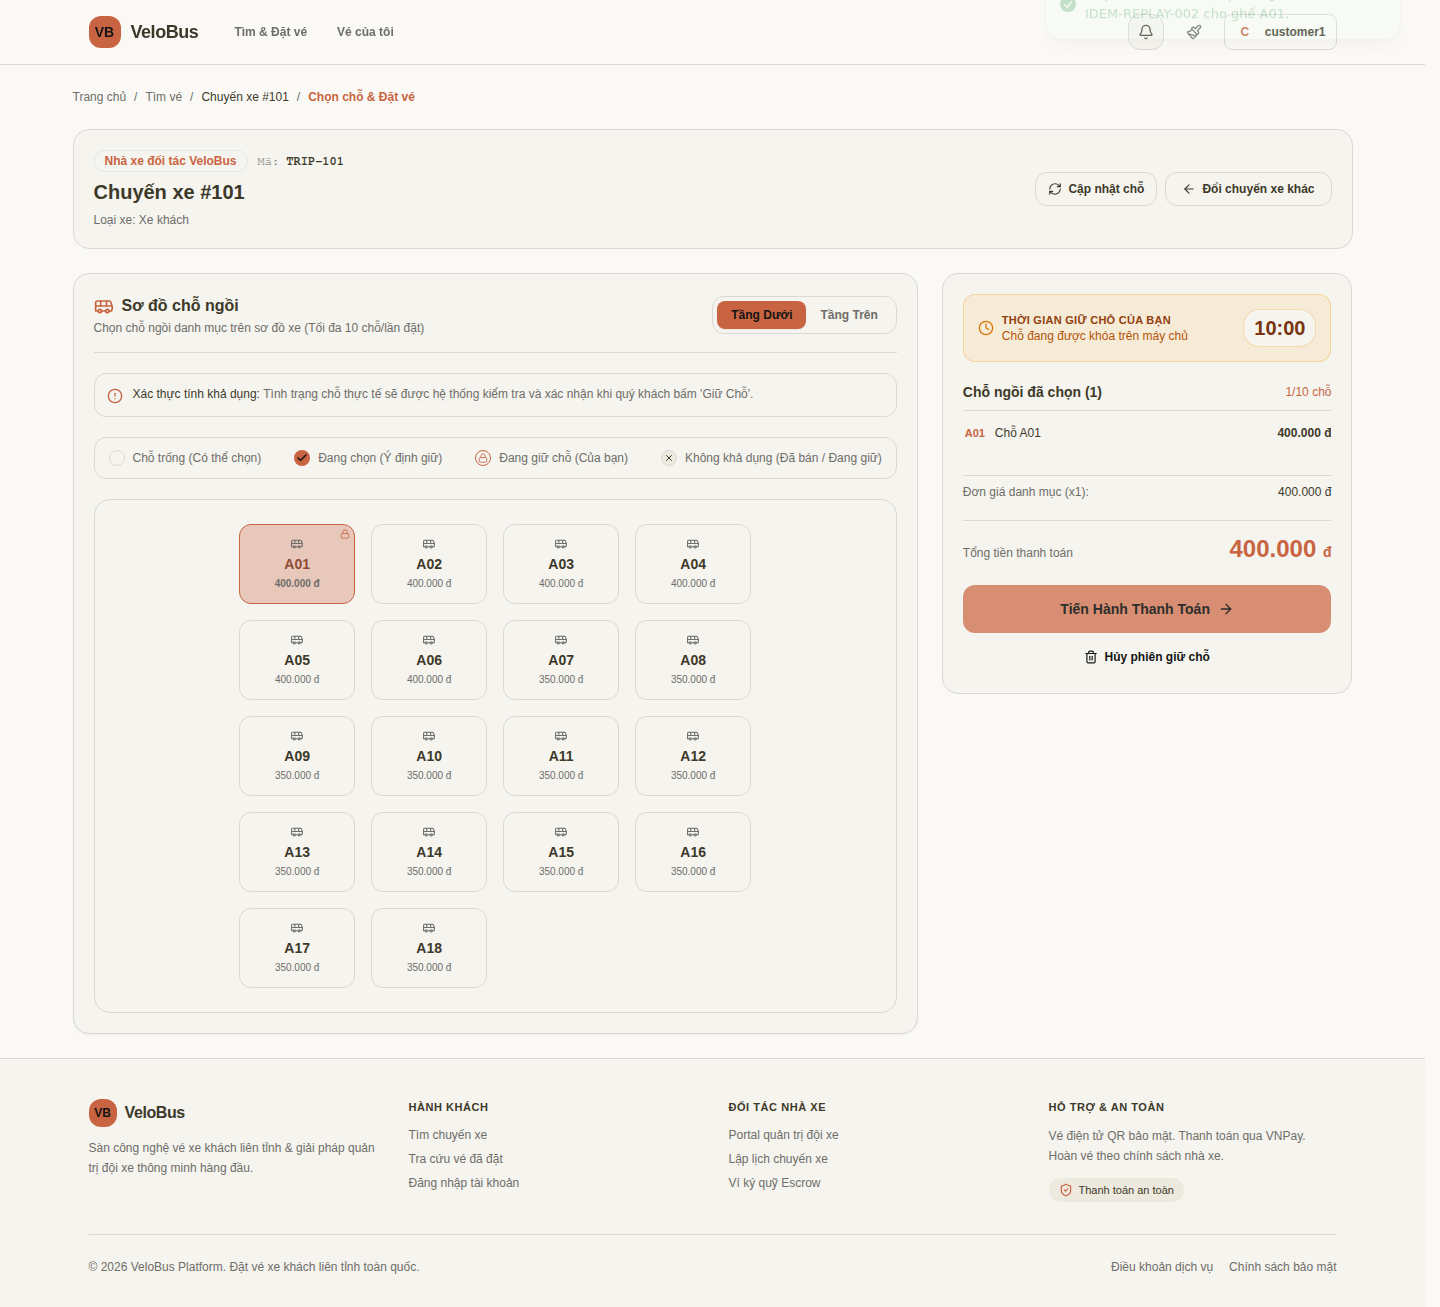 IDEM-REPLAY-002 cho ghế A01.
VB VeloBus
Tìm & Đặt vé
Vé của tôi
C customer1
Trang chủ / Tìm vé / Chuyến xe #101 / Chọn chỗ & Đặt vé
Nhà xe đối tác VeloBus
Mã: TRIP-101
Chuyến xe #101
Loại xe: Xe khách
Cập nhật chỗ
Đổi chuyến xe khác
Sơ đồ chỗ ngồi
Chọn chỗ ngồi danh mục trên sơ đồ xe (Tối đa 10 chỗ/lần đặt)
Tầng Dưới
Tầng Trên
Xác thực tính khả dụng: Tình trạng chỗ thực tế sẽ được hệ thống kiểm tra và xác nhận khi quý khách bấm 'Giữ Chỗ'.
Chỗ trống (Có thể chọn)
Đang chọn (Ý định giữ)
Đang giữ chỗ (Của bạn)
Không khả dụng (Đã bán / Đang giữ)
A01
400.000 đ
A02
400.000 đ
A03
400.000 đ
A04
400.000 đ
A05
400.000 đ
A06
400.000 đ
A07
350.000 đ
A08
350.000 đ
A09
350.000 đ
A10
350.000 đ
A11
350.000 đ
A12
350.000 đ
A13
350.000 đ
A14
350.000 đ
A15
350.000 đ
A16
350.000 đ
A17
350.000 đ
A18
350.000 đ
THỜI GIAN GIỮ CHỖ CỦA BẠN
Chỗ đang được khóa trên máy chủ
10:00
Chỗ ngồi đã chọn (1)
1/10 chỗ
A01 Chỗ A01
400.000 đ
Đơn giá danh mục (x1):
400.000 đ
Tổng tiền thanh toán
400.000 đ
Tiến Hành Thanh Toán
Hủy phiên giữ chỗ
VB VeloBus
Sàn công nghệ vé xe khách liên tỉnh & giải pháp quản
trị đội xe thông minh hàng đầu.
HÀNH KHÁCH
Tìm chuyến xe
Tra cứu vé đã đặt
Đăng nhập tài khoản
ĐỐI TÁC NHÀ XE
Portal quản trị đội xe
Lập lịch chuyến xe
Ví ký quỹ Escrow
HỖ TRỢ & AN TOÀN
Vé điện tử QR bảo mật. Thanh toán qua VNPay.
Hoàn vé theo chính sách nhà xe.
Thanh toán an toàn
© 2026 VeloBus Platform. Đặt vé xe khách liên tỉnh toàn quốc.
Điều khoản dịch vụ
Chính sách bảo mật